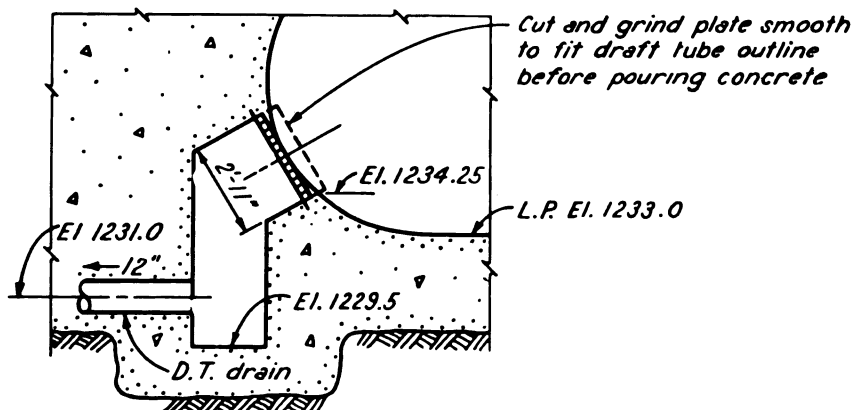 Cut and grind plate smooth
to fit draft tube outline
before pouring concrete
2'-11"
El. 1234.25
L.P. El. 1233.0
El 1231.0
12"
El. 1229.5
D.T. drain